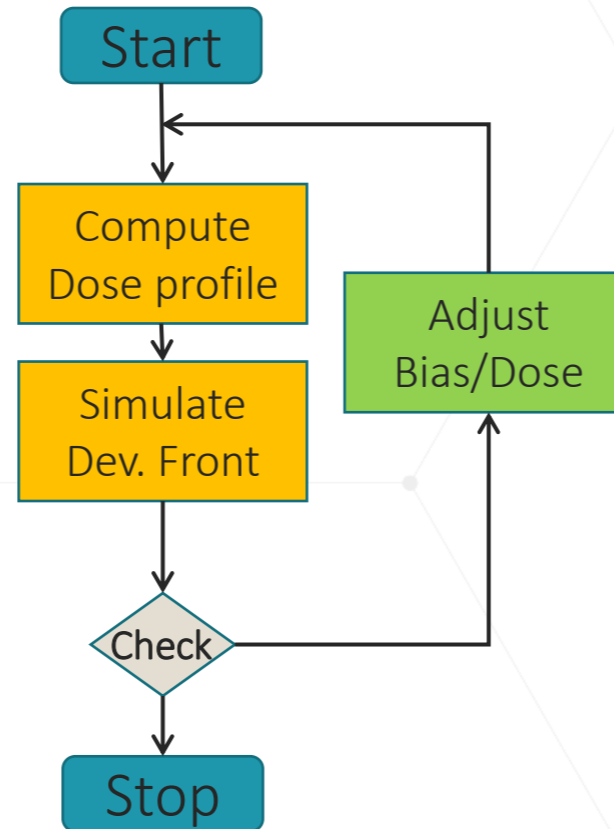 Start
Compute
Dose profile
Adjust
Bias/Dose
Simulate
Dev. Front
Check
Stop